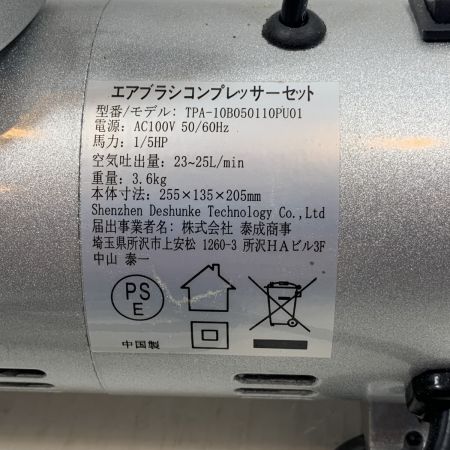 エアブラシコンプレッサーセット
型番/モデル: TPA-10B050110PU01
電源: AC100V 50/60Hz
馬力: 1/5HP
空気吐出量: 23~25L/min
重量: 3.6kg
本体寸法: 255×135×205mm
Shenzhen Deshunke Technology Co.,Ltd
届出事業者名: 株式会社 泰成商事
埼玉県所沢市上安松 1260-3 所沢HAビル3F
中山 泰一
PS
E
中国製